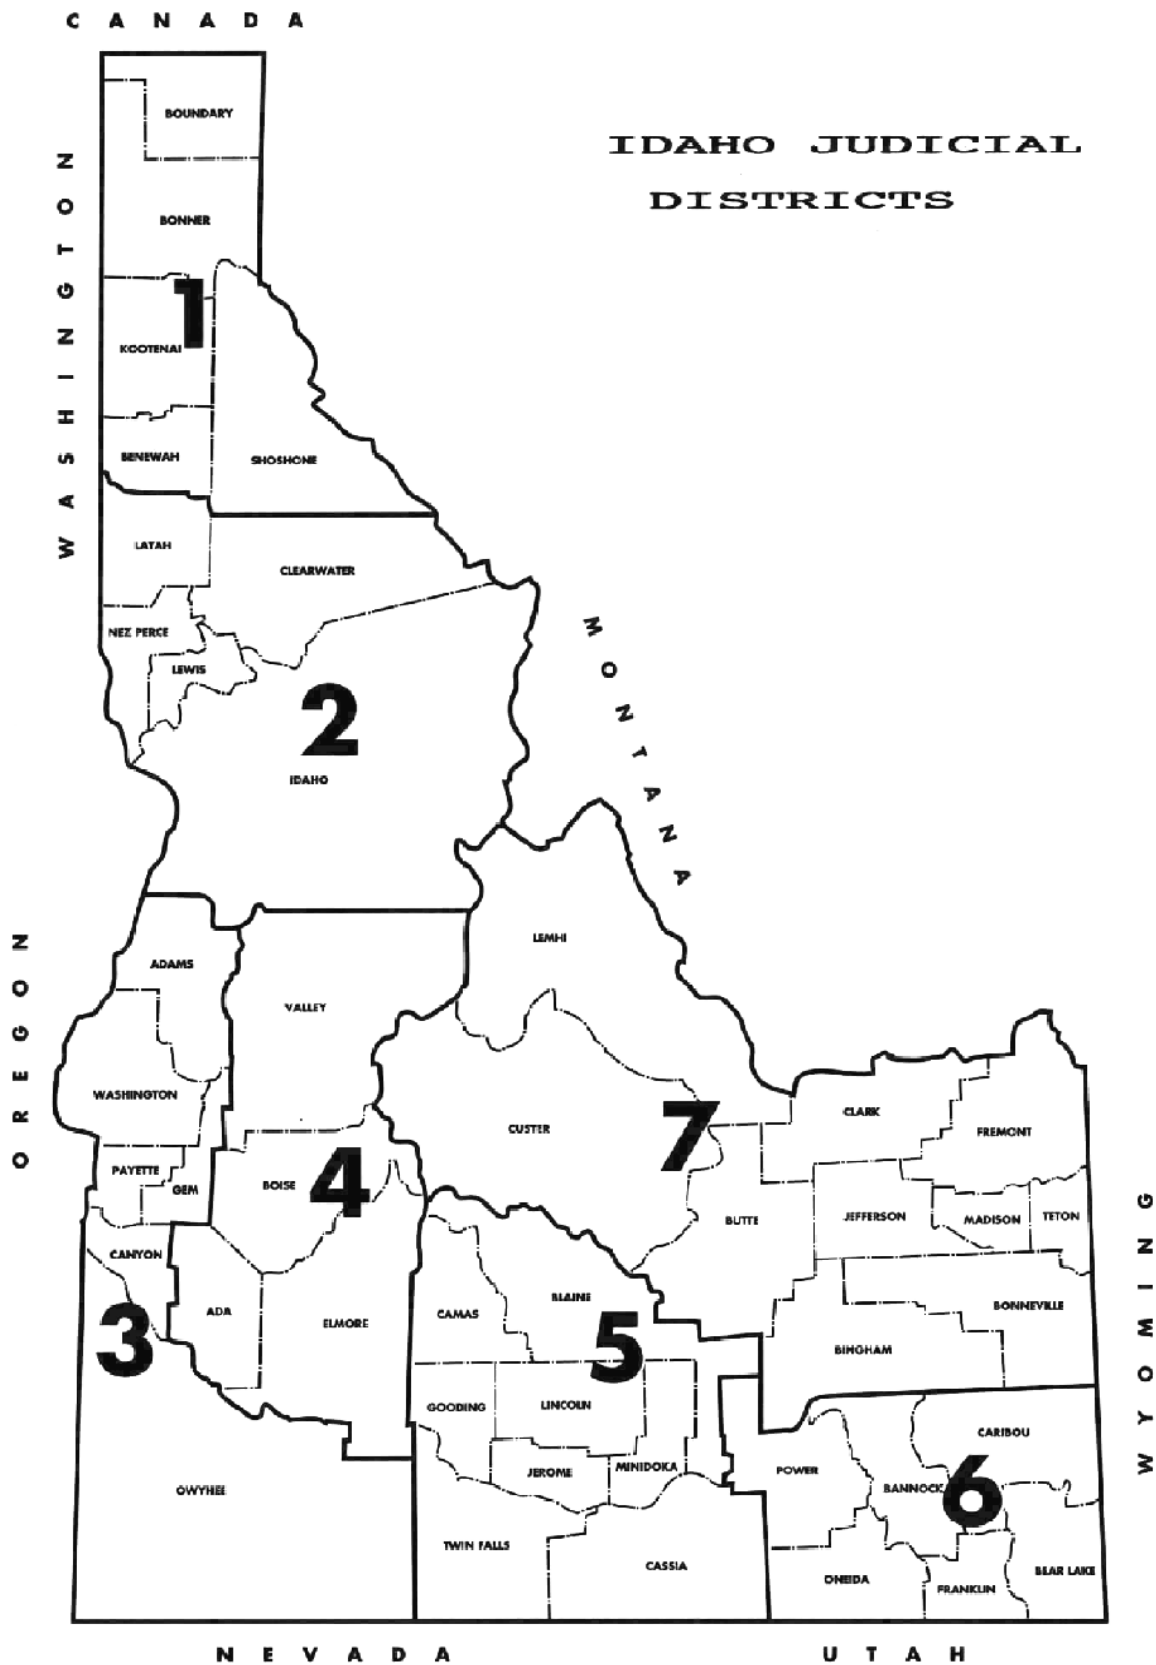 C A N A D A
IDAHO JUDICIAL
DISTRICTS
WASHINGTON
BOUNDARY
BONNER
1
KOOTENAI
BENEWAH
SHOSHONE
LATAH
CLEARWATER
NEZ PERCE
LEWIS
MONTANA
2
IDAHO
OREGON
ADAMS
LEMHI
VALLEY
WASHINGTON
CLARK
CUSTER
7
FREMONT
PAYETTE
GEM
BOISE
4
BUTTE
JEFFERSON
MADISON
TETON
WYOMING
CANYON
3
ADA
ELMORE
CAMAS
BLAINE
5
BONNEVILLE
BINGHAM
GOODING
LINCOLN
CARIBOU
JEROME
MINIDOKA
POWER
BANNOCK
6
OWYHEE
TWIN FALLS
CASSIA
ONEIDA
FRANKLIN
BEAR LAKE
N E V A D A
U T A H